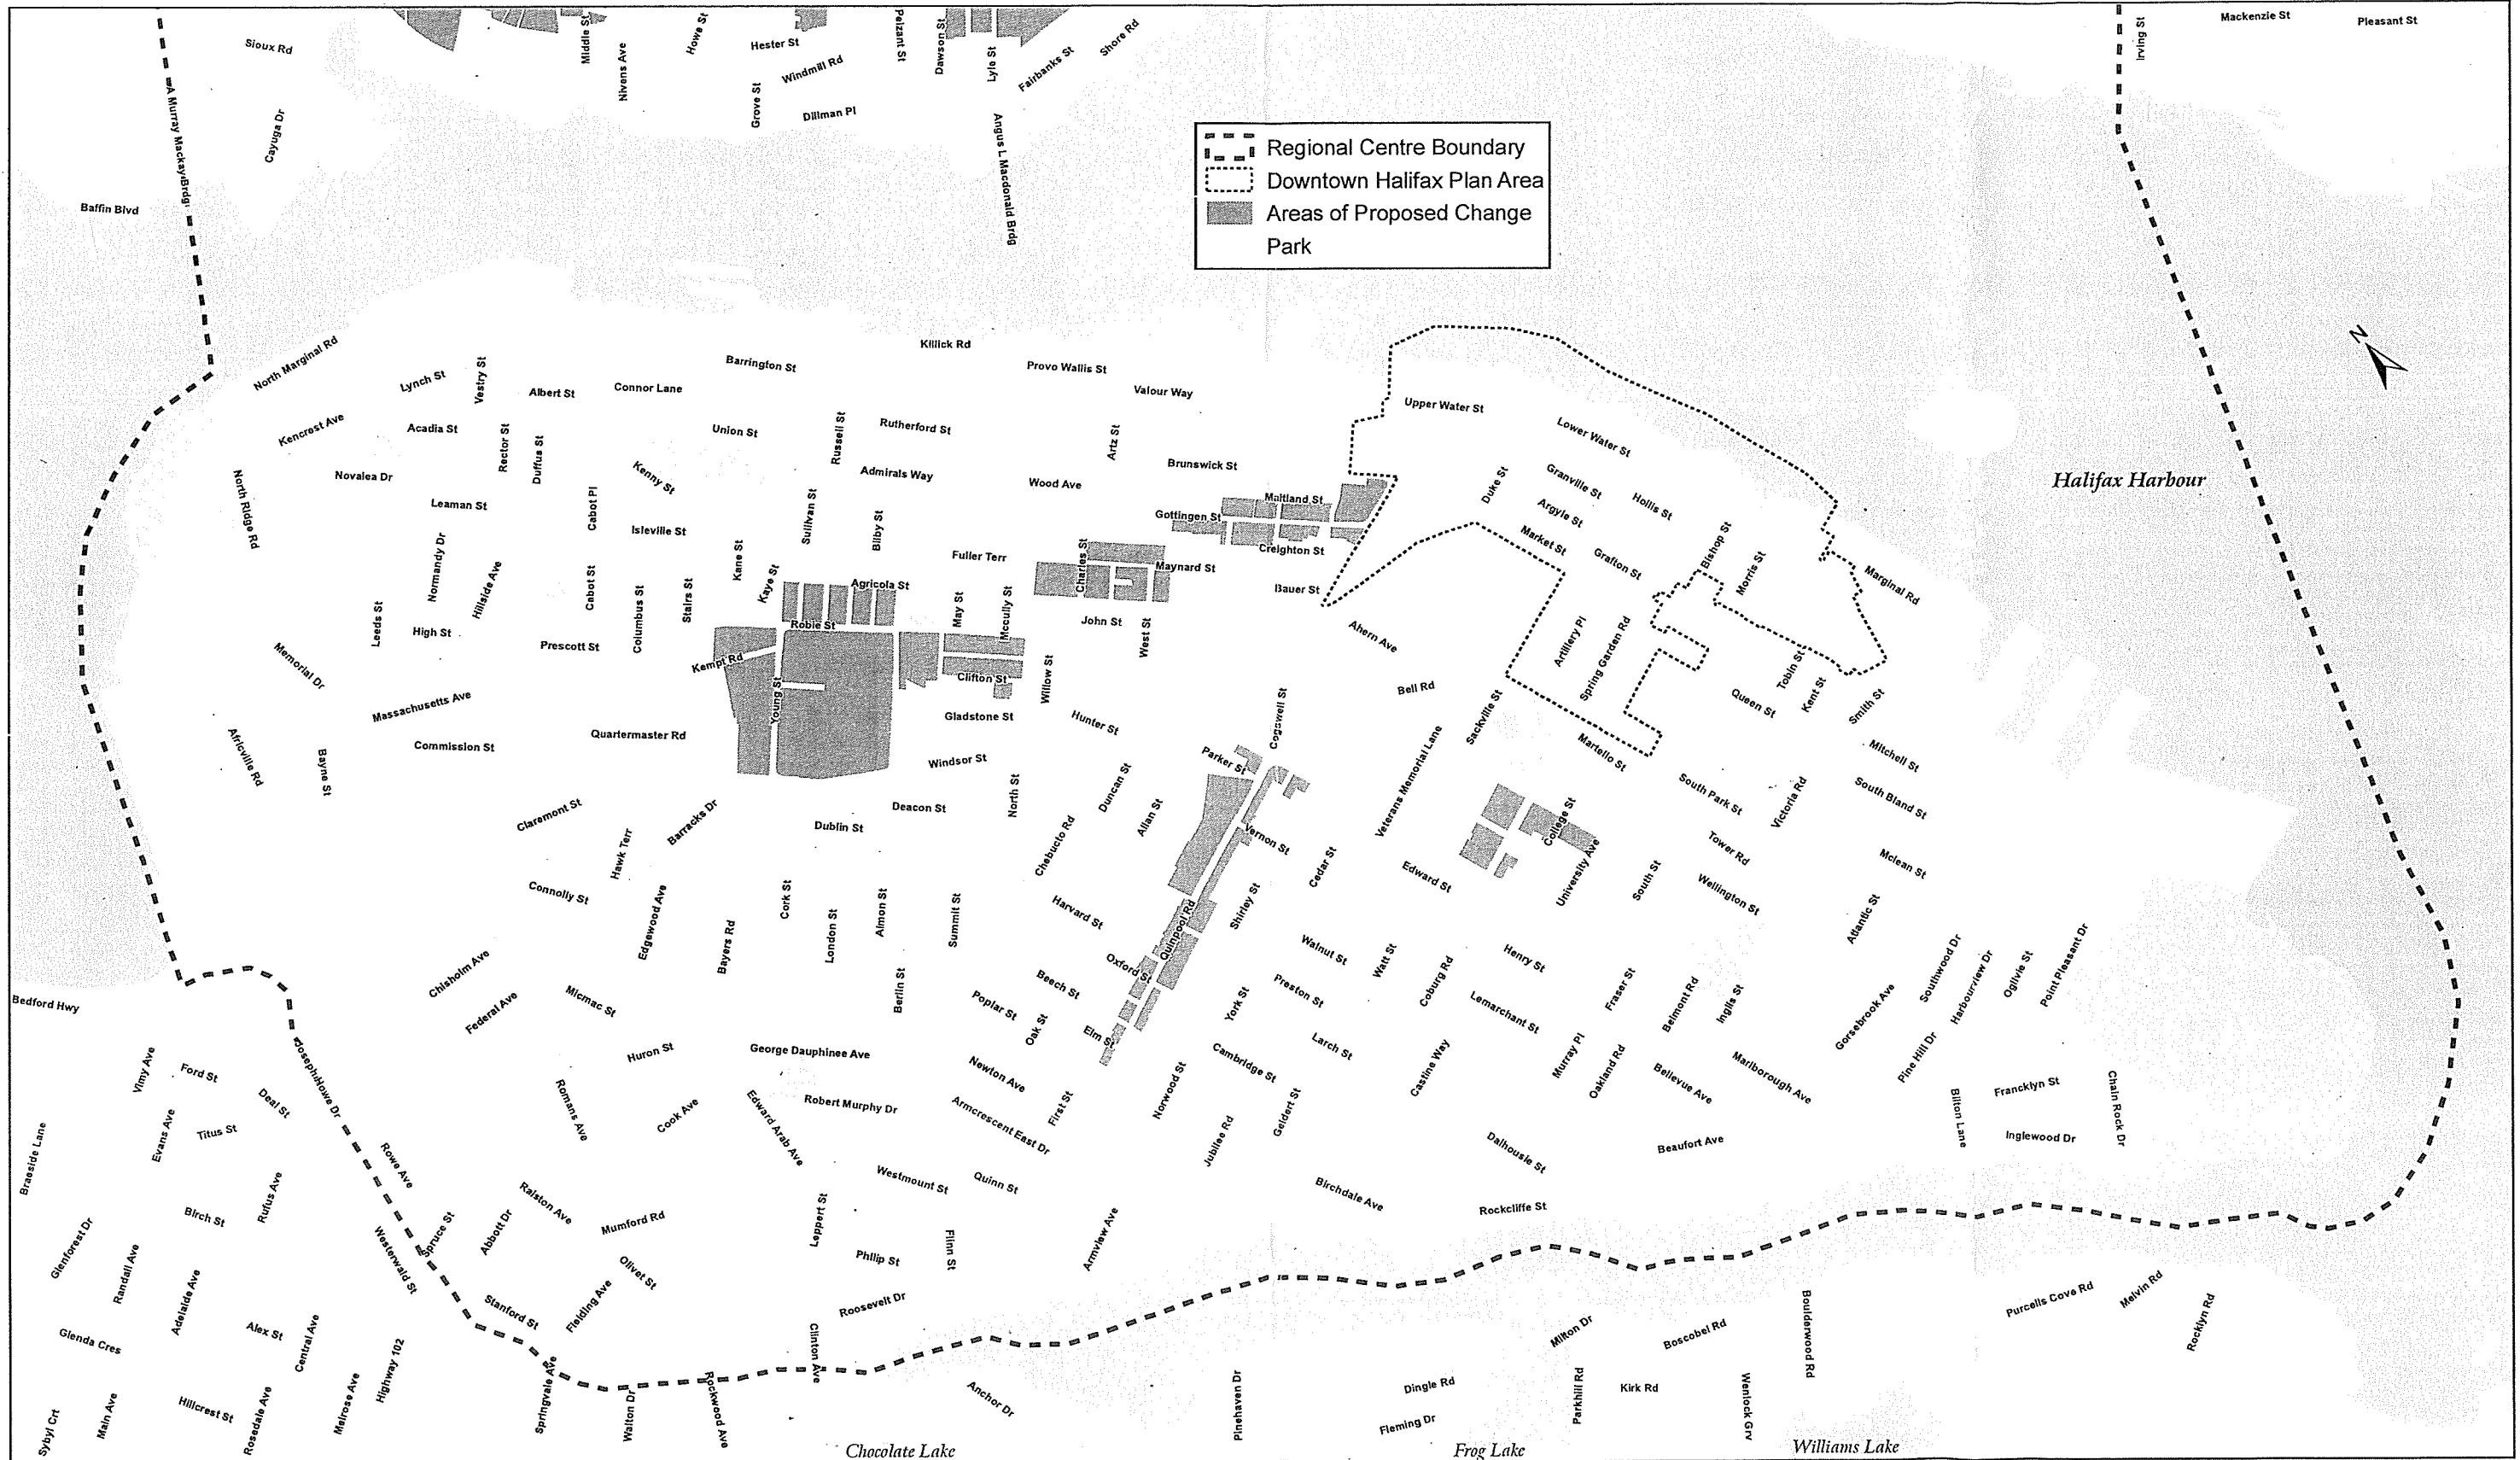 Sioux Rd
Middle St
Nivens Ave
Howe St
Hester St
Windmill Rd
Grove St
Dillman Pl
Pelzant St
Dawson St
Lyle St
Fairbanks St
Shore Rd
Irving St
Mackenzie St
Pleasant St
Cayuga Dr
A Murray Mackay Brdg
Baffin Blvd
Angus L Macdonald Brdg
Regional Centre Boundary
Downtown Halifax Plan Area
Areas of Proposed Change
Park
N
Halifax Harbour
North Marginal Rd
Lynch St
Vestry St
Albert St
Connor Lane
Barrington St
Killick Rd
Provo Wallis St
Valour Way
Upper Water St
Lower Water St
Kencrest Ave
Acadia St
Rector St
Duffus St
Union St
Russell St
Rutherford St
Artz St
Brunswick St
Novalea Dr
Kenny St
Admirals Way
Wood Ave
Maitland St
Duke St
Granville St
Hollis St
North Ridge Rd
Leaman St
Cabot Pl
Isleville St
Sullivan St
Bilby St
Gottingen St
Argyle St
Market St
Grafton St
Bishop St
Morris St
Marginal Rd
Normandy Dr
Hillside Ave
Cabot St
Kane St
Kaye St
Fuller Terr
Charles St
Maynard St
Creighton St
Bauer St
Leeds St
High St
Columbus St
Stairs St
Agricola St
May St
Mccully St
Robie St
John St
West St
Ahern Ave
Artillery Pl
Spring Garden Rd
Memorial Dr
Prescott St
Kempt Rd
Clifton St
Willow St
Bell Rd
Tobin St
Queen St
Kent St
Smith St
Massachusetts Ave
Young St
Gladstone St
Hunter St
Cogswell St
Sackville St
Martello St
Mitchell St
Africville Rd
Bayne St
Commission St
Quartermaster Rd
Windsor St
Parker St
Veterans Memorial Lane
South Park St
Victoria Rd
South Bland St
Claremont St
Hawk Terr
Barracks Dr
Dublin St
Deacon St
North St
Chebucto Rd
Duncan St
Allan St
Vernon St
Cedar St
College St
Tower Rd
Mclean St
Connolly St
Edgewood Ave
Bayers Rd
Cork St
London St
Almon St
Summit St
Harvard St
Quinpool Rd
Shirley St
Edward St
University Ave
South St
Wellington St
Atlantic St
Chisholm Ave
Berlin St
Oxford St
Walnut St
Watt St
Coburg Rd
Henry St
Southwood Dr
Harbourview Dr
Ogilvie St
Point Pleasant Dr
Bedford Hwy
Federal Ave
Micmac St
Beech St
Poplar St
Oak St
Elm St
York St
Preston St
Lemarchant St
Fraser St
Belmont Rd
Inglis St
Gorsebrook Ave
Pine Hill Dr
Vimy Ave
Ford St
Joseph Howe Dr
Huron St
George Dauphinee Ave
Newton Ave
Norwood St
Cambridge St
Larch St
Castine Way
Murray Pl
Oakland Rd
Bellevue Ave
Marlborough Ave
Francklyn St
Deal St
Romans Ave
Cook Ave
Edward Arab Ave
Robert Murphy Dr
Armcrescent East Dr
First St
Jubilee Rd
Geldert St
Bilton Lane
Chain Rock Dr
Braeside Lane
Evans Ave
Titus St
Rowe Ave
Dalhousie St
Beaufort Ave
Inglewood Dr
Rufus Ave
Birch St
Ralston Ave
Westmount St
Quinn St
Birchdale Ave
Rockcliffe St
Glenforest Dr
Randall Ave
Westerwald St
Spruce St
Abbott Dr
Mumford Rd
Leppert St
Philip St
Flinn St
Armview Ave
Olivet St
Adelaide Ave
Stanford St
Fielding Ave
Roosevelt Dr
Purcells Cove Rd
Melvin Rd
Glenda Cres
Alex St
Central Ave
Highway 102
Clinton Ave
Milton Dr
Boscobel Rd
Boulderwood Rd
Rocklyn Rd
Sybyl Crt
Main Ave
Hillcrest St
Rosedale Ave
Melrose Ave
Springvale Ave
Walton Dr
Rockwood Ave
Anchor Dr
Pinehaven Dr
Dingle Rd
Fleming Dr
Parkhill Rd
Kirk Rd
Wenlock Grv
Chocolate Lake
Frog Lake
Williams Lake